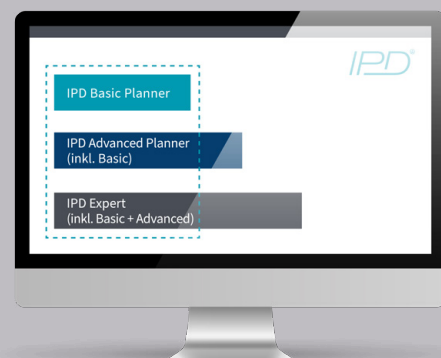 IPD®
IPD Basic Planner
IPD Advanced Planner
(inkl. Basic)
IPD Expert
(inkl. Basic + Advanced)